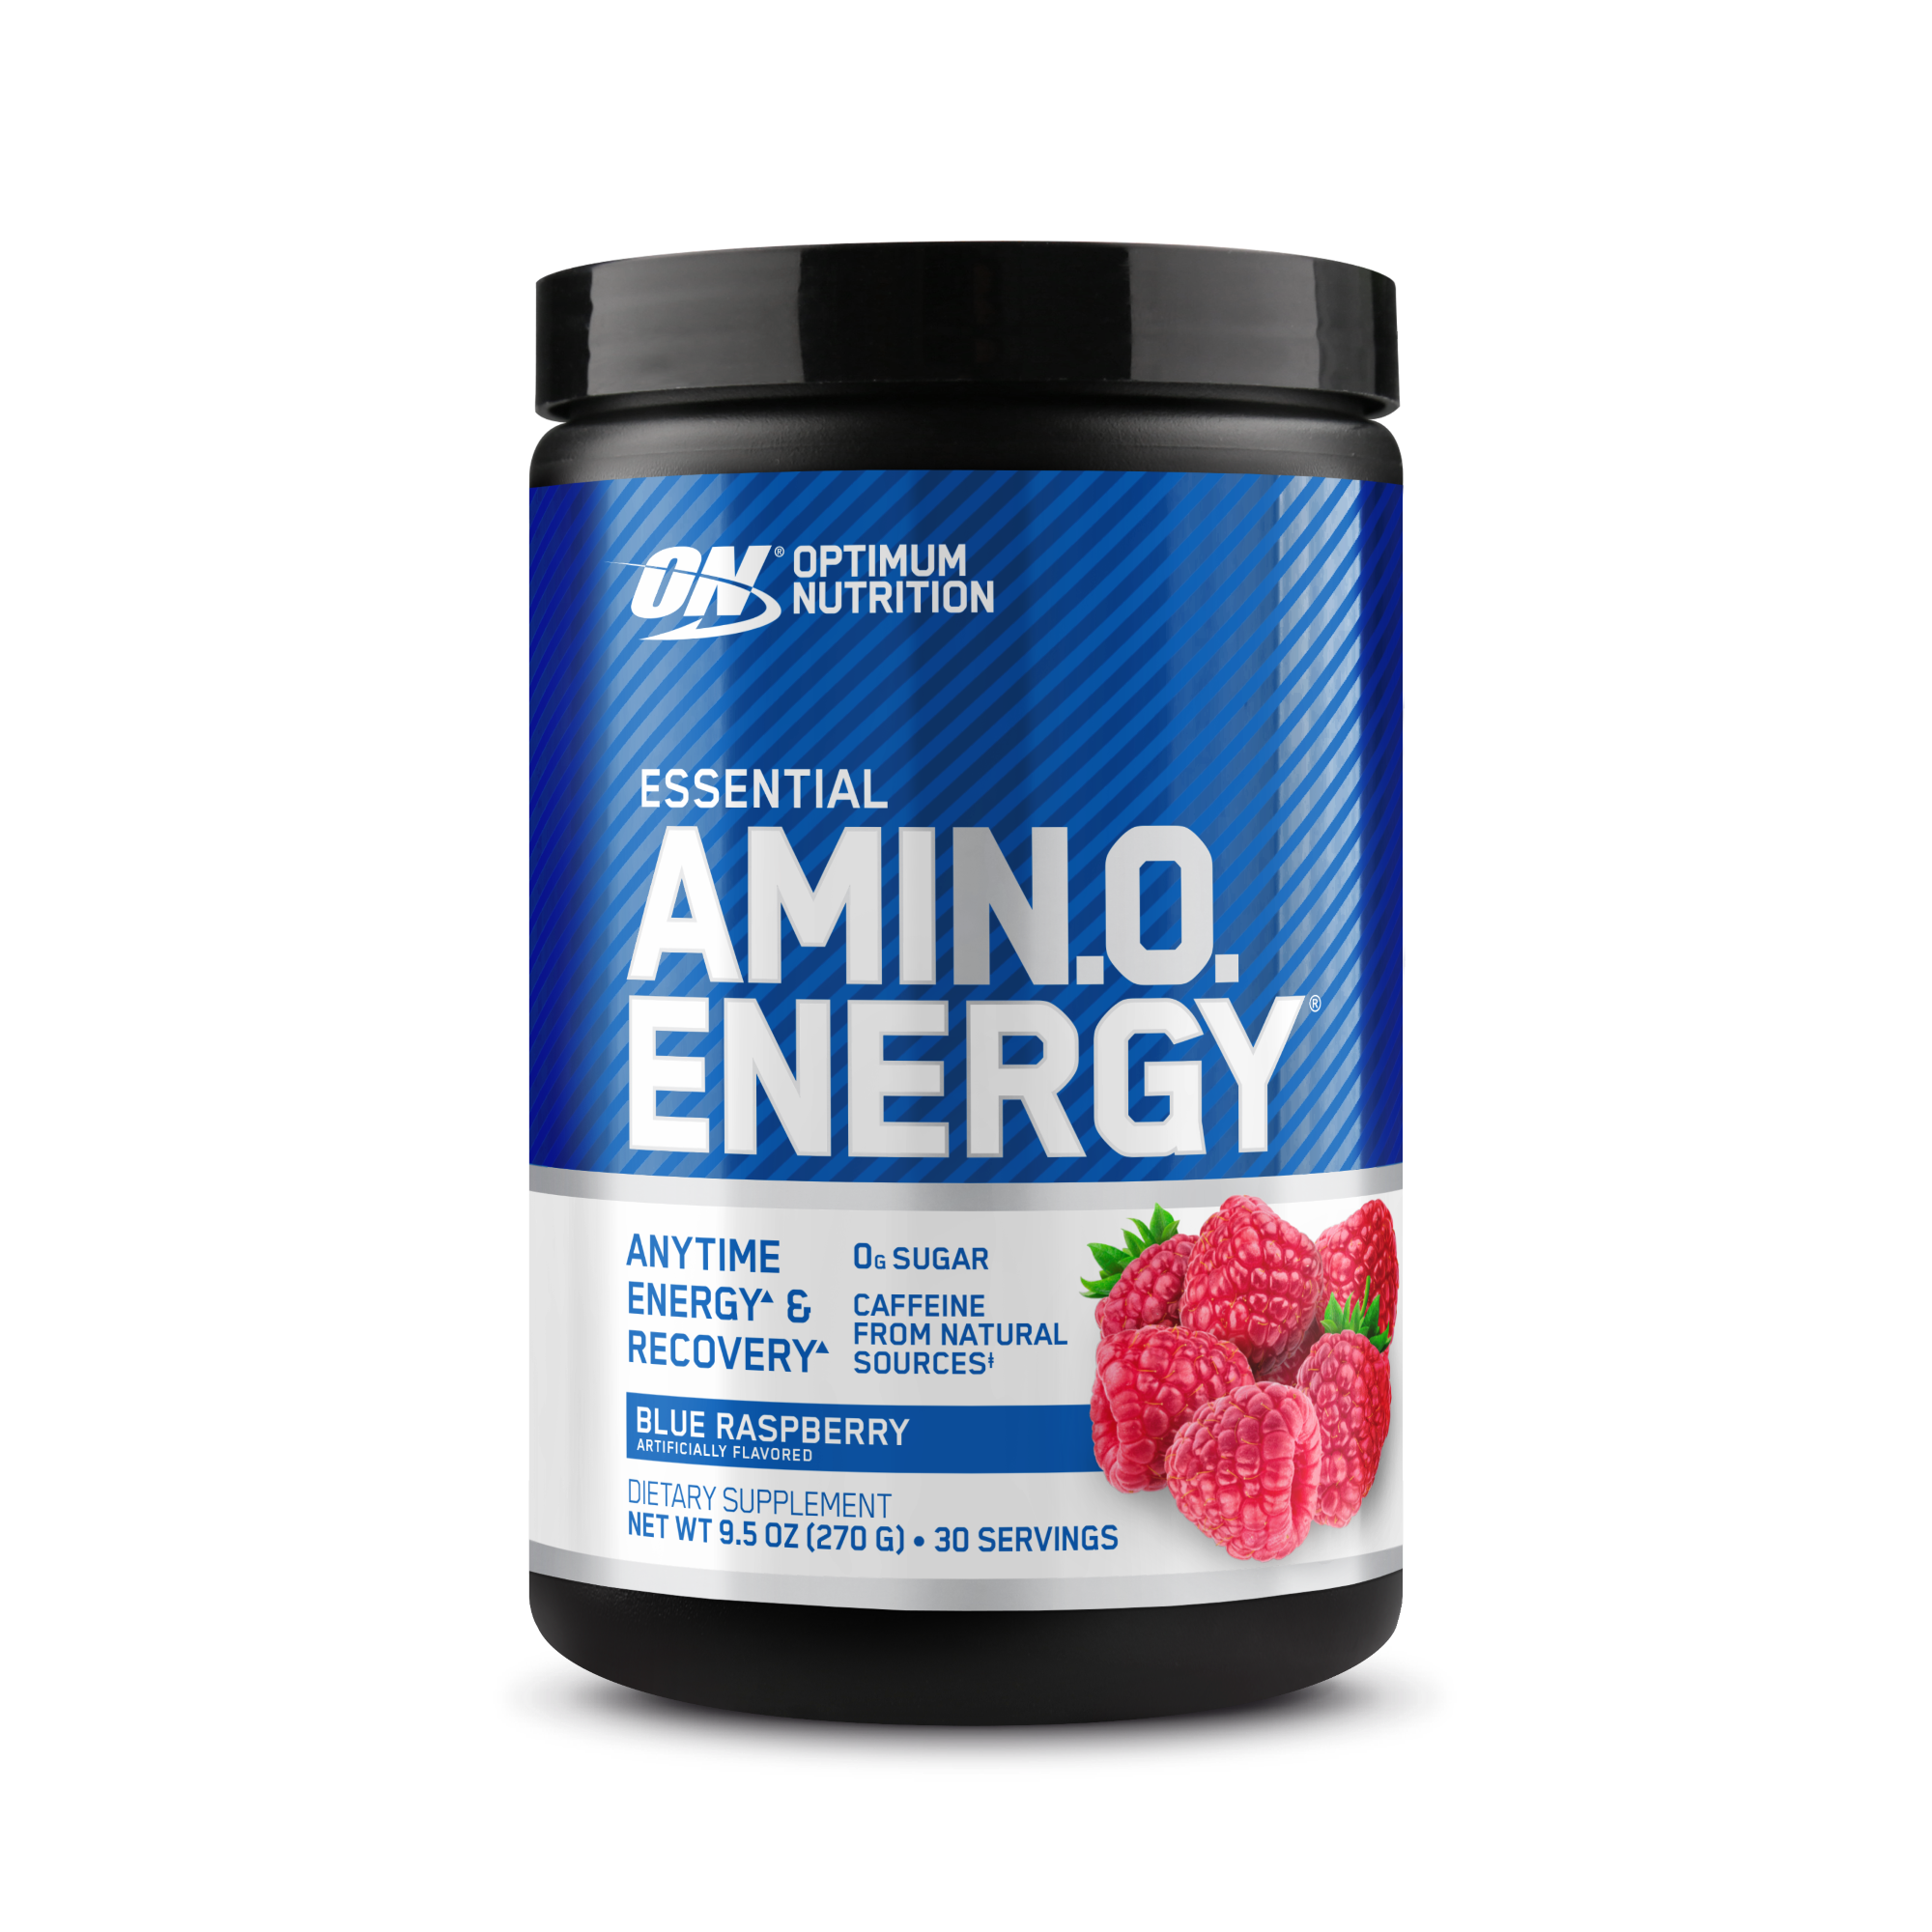 ON® OPTIMUM
NUTRITION
ESSENTIAL
AMIN.O.
ENERGY®
ANYTIME
ENERGY▲ &
RECOVERY▲
0G SUGAR
CAFFEINE
FROM NATURAL
SOURCES‡
BLUE RASPBERRY
ARTIFICIALLY FLAVORED
DIETARY SUPPLEMENT
NET WT 9.5 OZ (270 G) • 30 SERVINGS